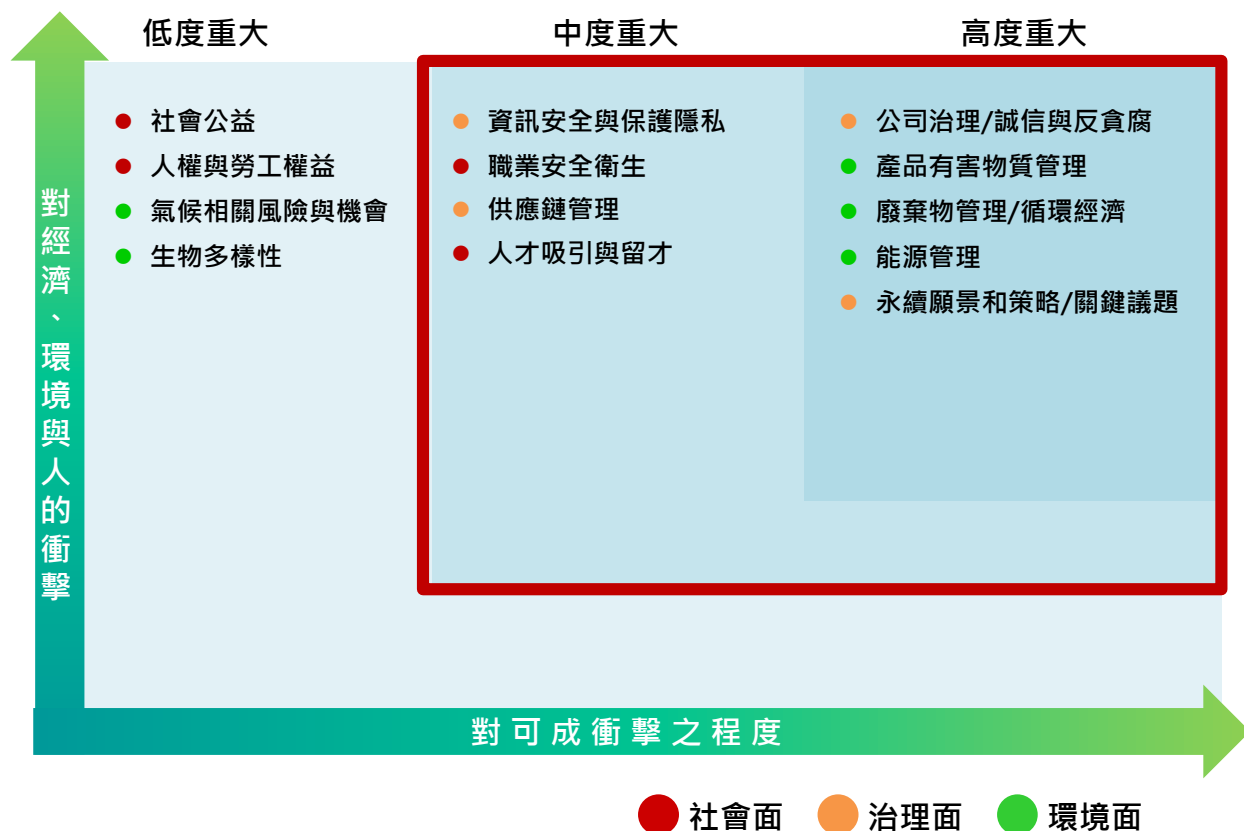 低度重大
中度重大
高度重大
對經濟、環境與人的衝擊
社會公益
人權與勞工權益
氣候相關風險與機會
生物多樣性
資訊安全與保護隱私
職業安全衛生
供應鏈管理
人才吸引與留才
公司治理/誠信與反貪腐
產品有害物質管理
廢棄物管理/循環經濟
能源管理
永續願景和策略/關鍵議題
對可成衝擊之程度
社會面
治理面
環境面